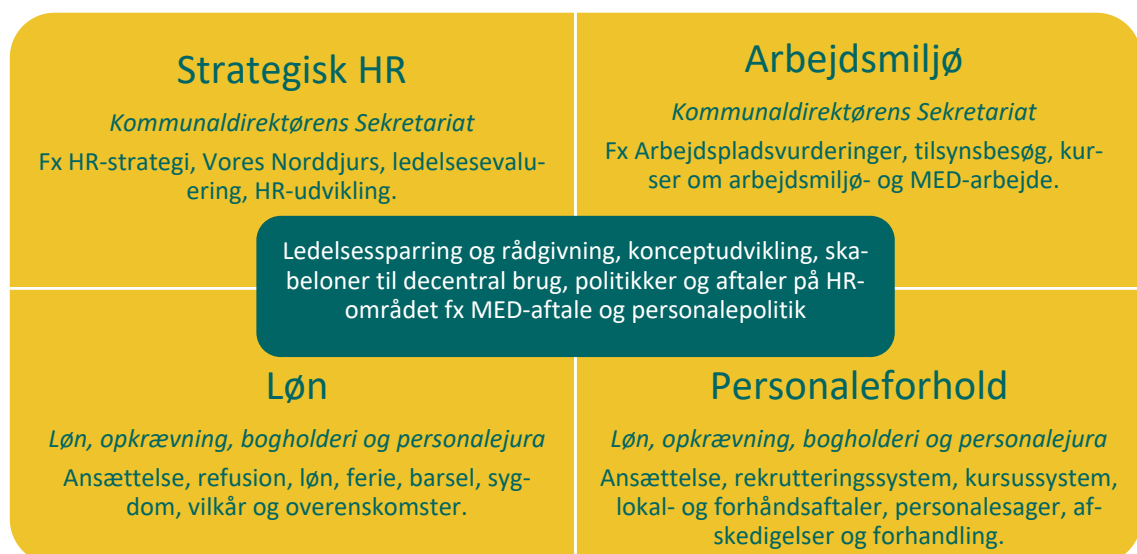 Strategisk HR
Kommunaldirektørens Sekretariat
Fx HR-strategi, Vores Norddjurs, ledelsesevalu-
ering, HR-udvikling.
Arbejdsmiljø
Kommunaldirektørens Sekretariat
Fx Arbejdspladsvurderinger, tilsynsbesøg, kur-
ser om arbejdsmiljø- og MED-arbejde.
Ledelsessparring og rådgivning, konceptudvikling, ska-
beloner til decentral brug, politikker og aftaler på HR-
området fx MED-aftale og personalepolitik
Løn
Løn, opkrævning, bogholderi og personalejura
Ansættelse, refusion, løn, ferie, barsel, syg-
dom, vilkår og overenskomster.
Personaleforhold
Løn, opkrævning, bogholderi og personalejura
Ansættelse, rekrutteringssystem, kursussystem,
lokal- og forhåndsaftaler, personalesager, af-
skedigelser og forhandling.